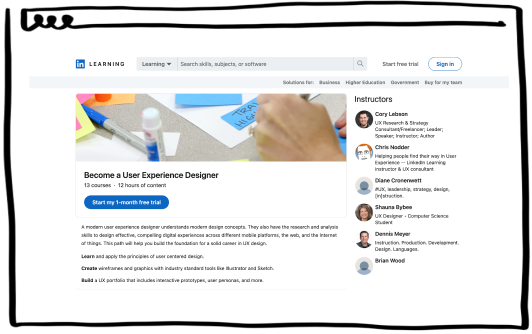 in LEARNING
Learning
Search skills, subjects, or software
Start free trial
Sign in
Solutions for: Business Higher Education Government Buy for my team
Become a User Experience Designer
13 courses • 12 hours of content
Start my 1-month free trial
A modern user experience designer understands modern design concepts. They also have the research and analysis
skills to design effective, compelling digital experiences across different mobile platforms, the web, and the Internet
of things. This path will help you build the foundation for a solid career in UX design.
Learn and apply the principles of user centered design.
Create wireframes and graphics with industry standard tools like Illustrator and Sketch.
Build a UX portfolio that includes interactive prototypes, user personas, and more.
Instructors
Cory Lebson
UX Research & Strategy
Consultant/Freelancer; Leader;
Speaker; Instructor; Author
Chris Nodder
Helping people find their way in User
Experience -- LinkedIn Learning
Instructor & UX consultant
Diane Cronenwett
#UX, leadership, strategy, design,
[in]struction.
Shauna Bybee
UX Designer - Computer Science
Student
Dennis Meyer
Instruction. Production. Development.
Design. Languages.
Brian Wood